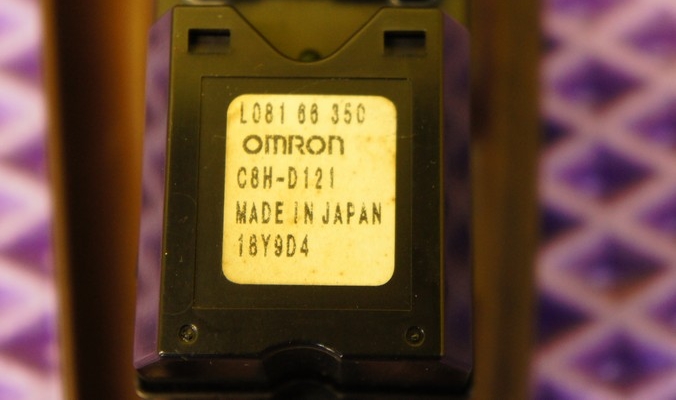 L081 66 350
OMRON
C8H-D121
MADE IN JAPAN
18Y9D4